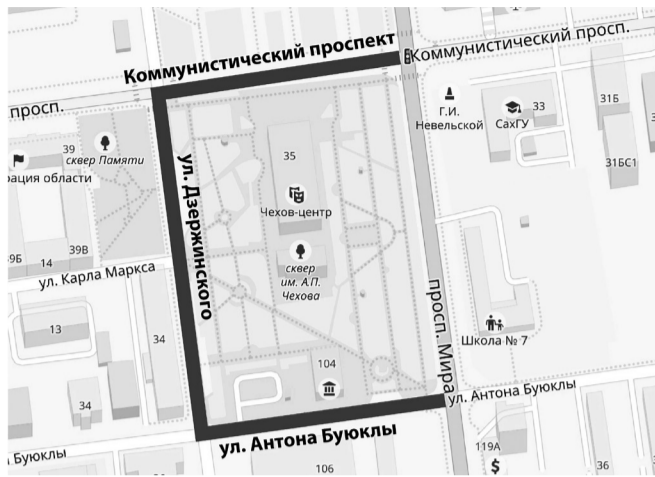 Коммунистический проспект
Коммунистический просп.
просп.
Г.И.
Невельской
СахГУ
33
31Б
31БС1
3
39
сквер Памяти
рация области
35
Чехов-центр
сквер
им. А.П.
Чехова
ул. Дзержинского
39Б
14
39В
ул. Карла Маркса
13
34
34
просп. Мира
Школа № 7
104
ул. Антона Буюклы
ул. Антона Буюклы
л Буюклы
106
119А
$
36